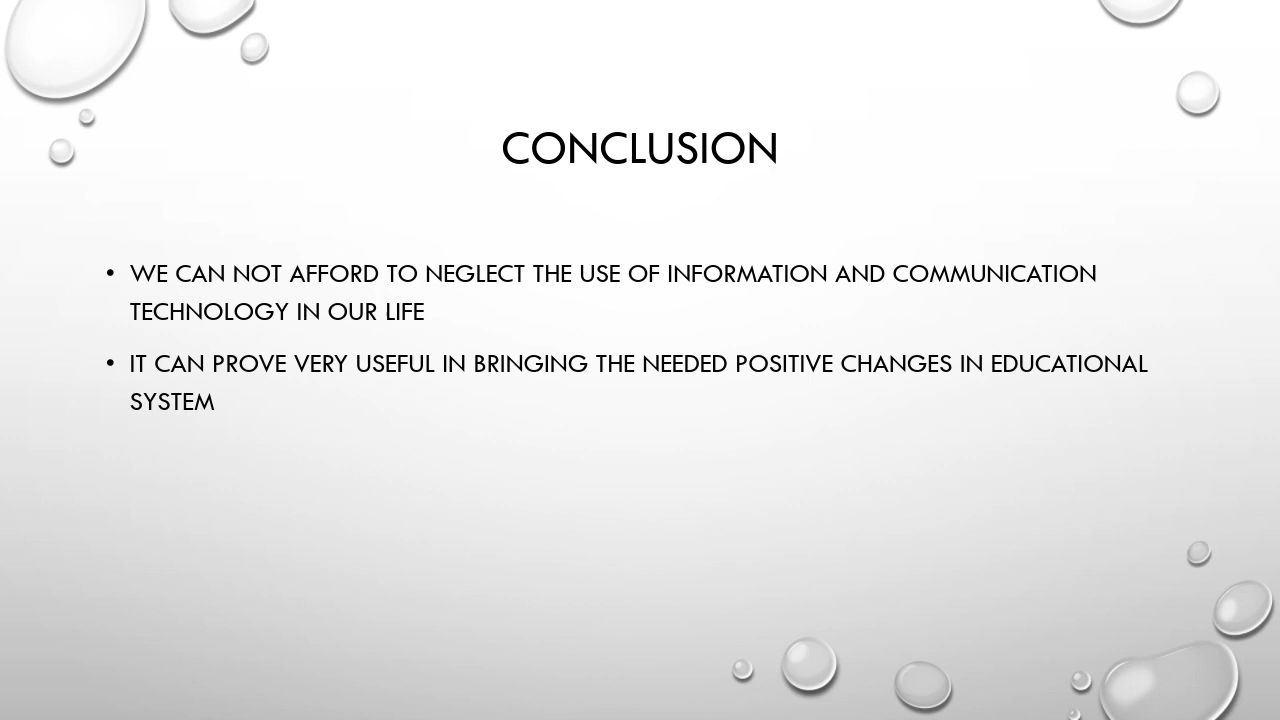 CONCLUSION
• WE CAN NOT AFFORD TO NEGLECT THE USE OF INFORMATION AND COMMUNICATION
TECHNOLOGY IN OUR LIFE
• IT CAN PROVE VERY USEFUL IN BRINGING THE NEEDED POSITIVE CHANGES IN EDUCATIONAL
SYSTEM